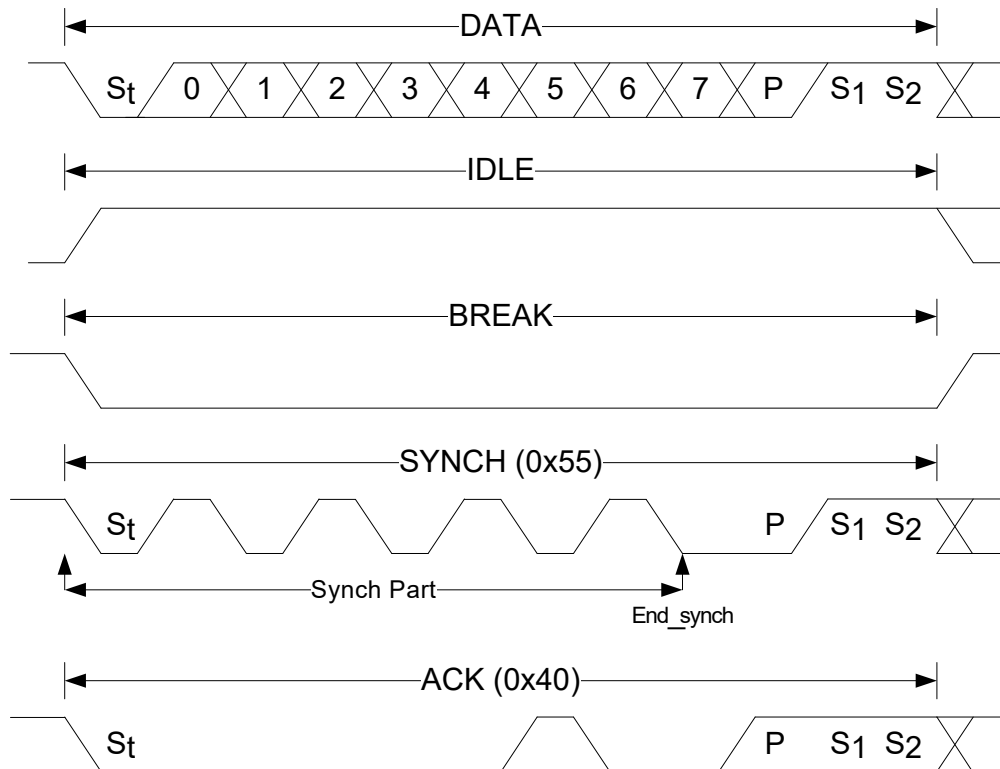 DATA
St 0 1 2 3 4 5 6 7 P S1 S2
IDLE
BREAK
SYNCH (0x55)
St P S1 S2
Synch Part
End_synch
ACK (0x40)
St P S1 S2